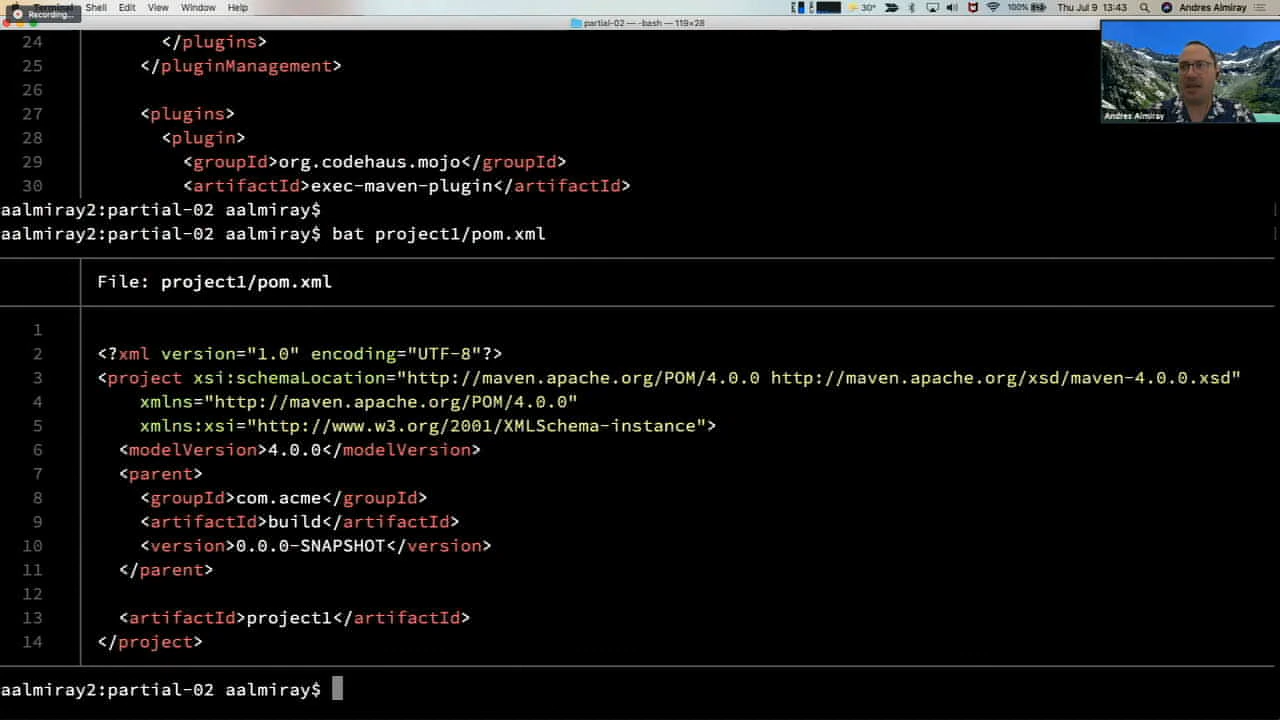 Terminal Shell Edit View Window Help 30° 100% Thu Jul 9 13:43 Andres Almiray
Recording...
partial-02 — -bash — 119×28
24 </plugins>
25 </pluginManagement>
26
27 <plugins>
28 <plugin>
29 <groupId>org.codehaus.mojo</groupId>
30 <artifactId>exec-maven-plugin</artifactId>
Andres Almiray
aalmiray2:partial-02 aalmiray$
aalmiray2:partial-02 aalmiray$ bat project1/pom.xml
File: project1/pom.xml
1
2 <?xml version="1.0" encoding="UTF-8"?>
3 <project xsi:schemaLocation="http://maven.apache.org/POM/4.0.0 http://maven.apache.org/xsd/maven-4.0.0.xsd"
4 xmlns="http://maven.apache.org/POM/4.0.0"
5 xmlns:xsi="http://www.w3.org/2001/XMLSchema-instance">
6 <modelVersion>4.0.0</modelVersion>
7 <parent>
8 <groupId>com.acme</groupId>
9 <artifactId>build</artifactId>
10 <version>0.0.0-SNAPSHOT</version>
11 </parent>
12
13 <artifactId>project1</artifactId>
14 </project>
aalmiray2:partial-02 aalmiray$